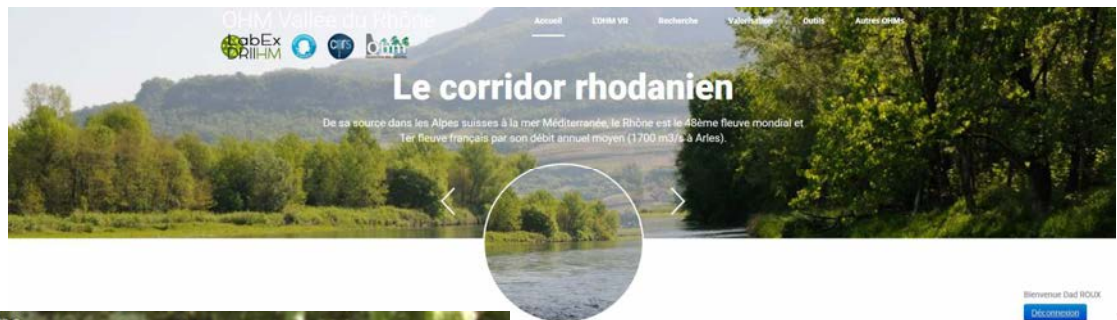 OHM Vallée du Rhône
Accueil L'OHM VR Recherche Valorisation Outils Autres OHMs
LabEx
DRIIHM
cnrs
Ohm
Le corridor rhodanien
De sa source dans les Alpes suisses à la mer Méditerranée, le Rhône est le 48ème fleuve mondial et
1er fleuve français par son débit annuel moyen (1700 m3/s à Arles).
Bienvenue Dad ROUX
Déconnexion